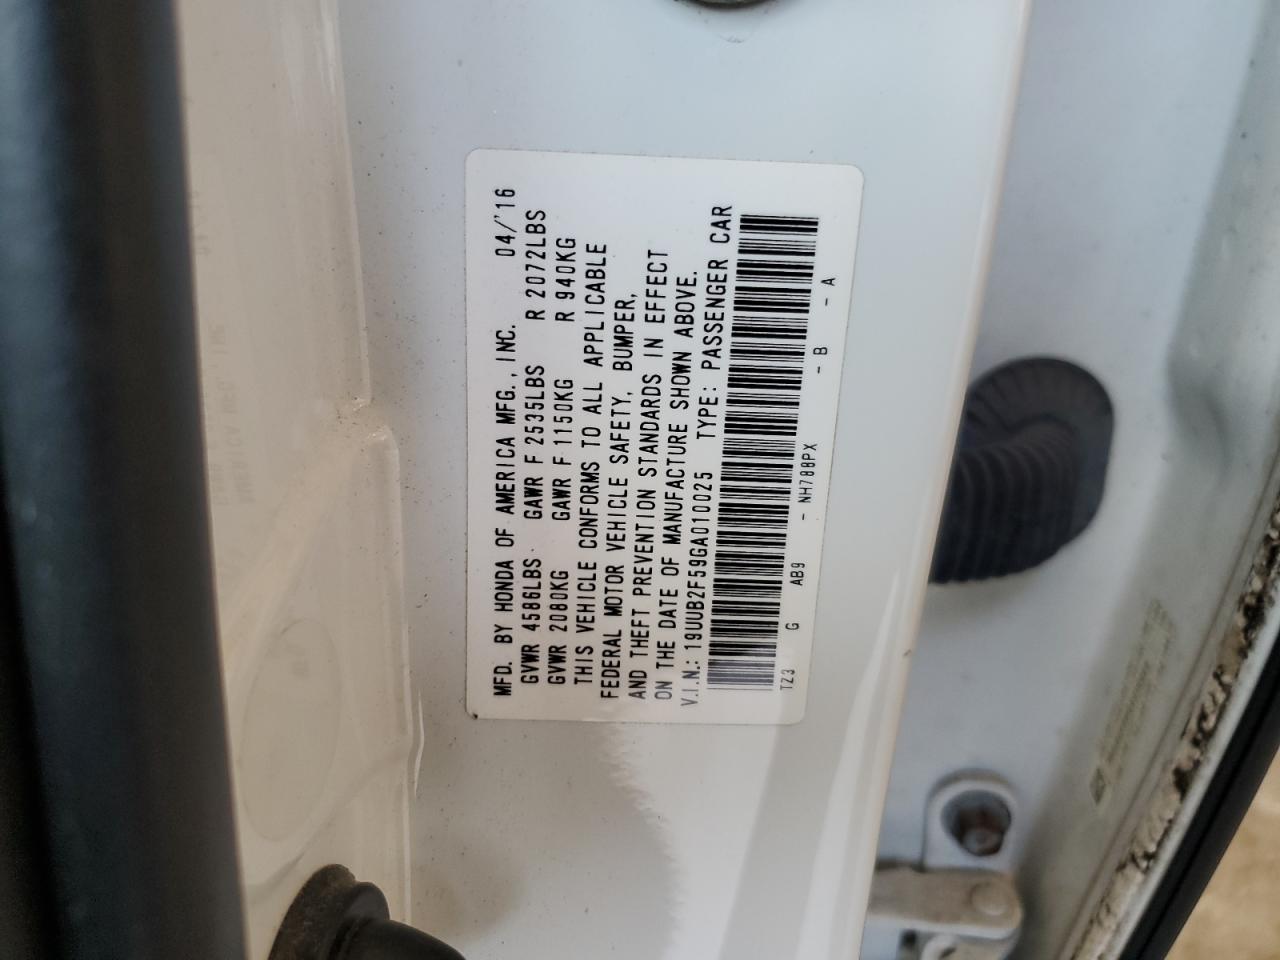 MFD. BY HONDA OF AMERICA MFG., INC. 04/'16
GVWR 4586LBS GAWR F 2535LBS R 2072LBS
GVWR 2080KG GAWR F 1150KG R 940KG
THIS VEHICLE CONFORMS TO ALL APPLICABLE
FEDERAL MOTOR VEHICLE SAFETY, BUMPER,
AND THEFT PREVENTION STANDARDS IN EFFECT
ON THE DATE OF MANUFACTURE SHOWN ABOVE.
V.I.N.: 19UUB2F59GA010025 TYPE: PASSENGER CAR
TZ3 G AB9 - NH788PX - B - A